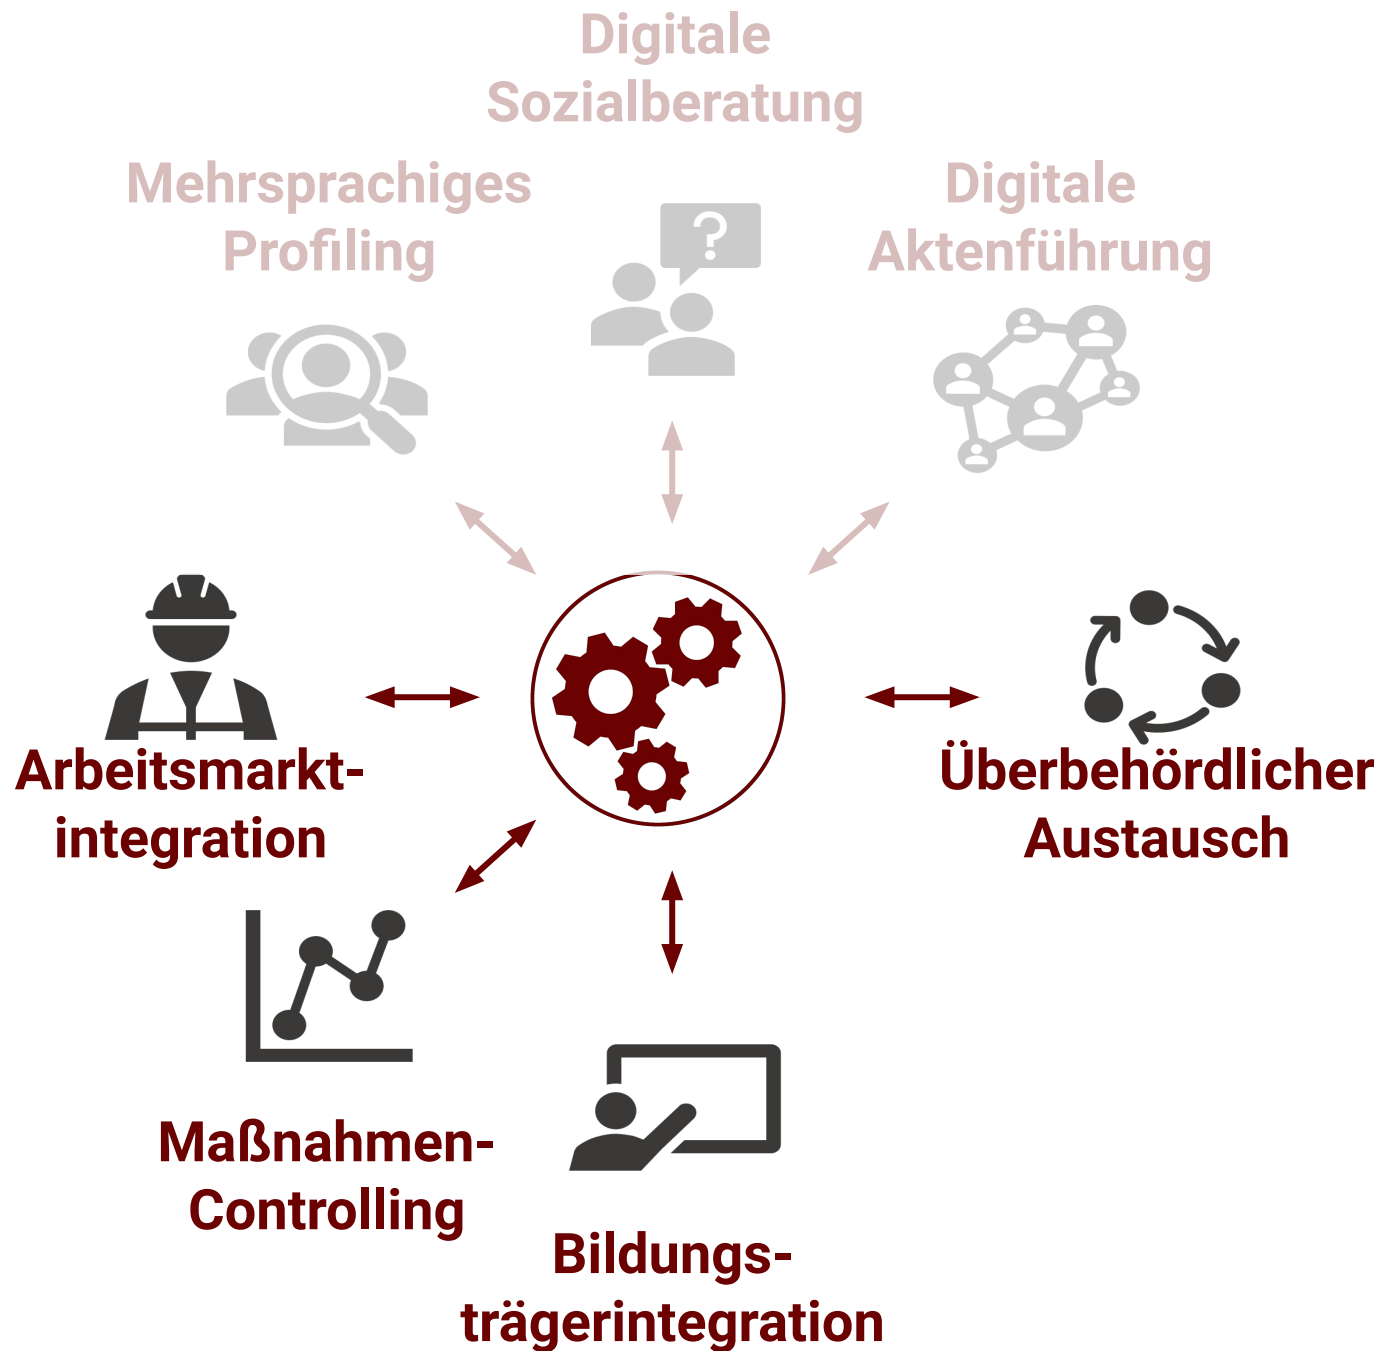 Digitale
Sozialberatung
Mehrsprachiges
Profiling
Digitale
Aktenführung
?
Arbeitsmarkt-
integration
Überbehördlicher
Austausch
Maßnahmen-
Controlling
Bildungs-
trägerintegration